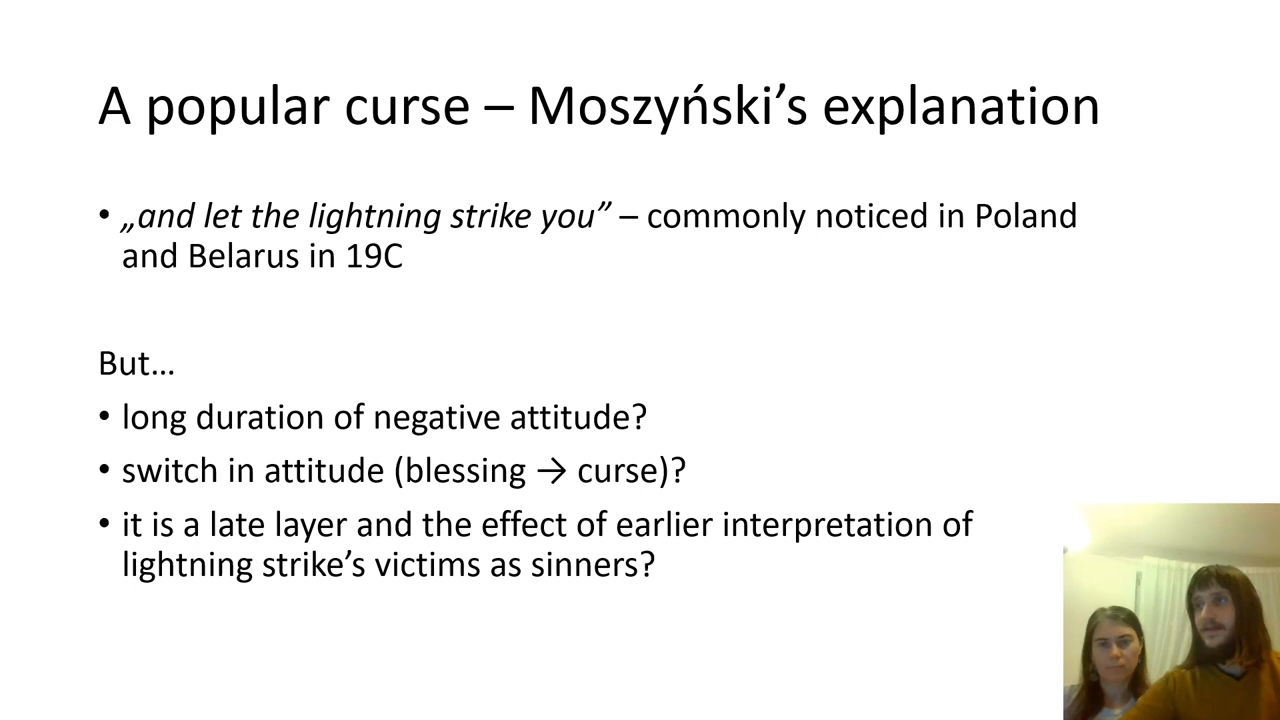 A popular curse – Moszyński’s explanation
• „and let the lightning strike you” – commonly noticed in Poland
and Belarus in 19C
But…
• long duration of negative attitude?
• switch in attitude (blessing → curse)?
• it is a late layer and the effect of earlier interpretation of
lightning strike’s victims as sinners?